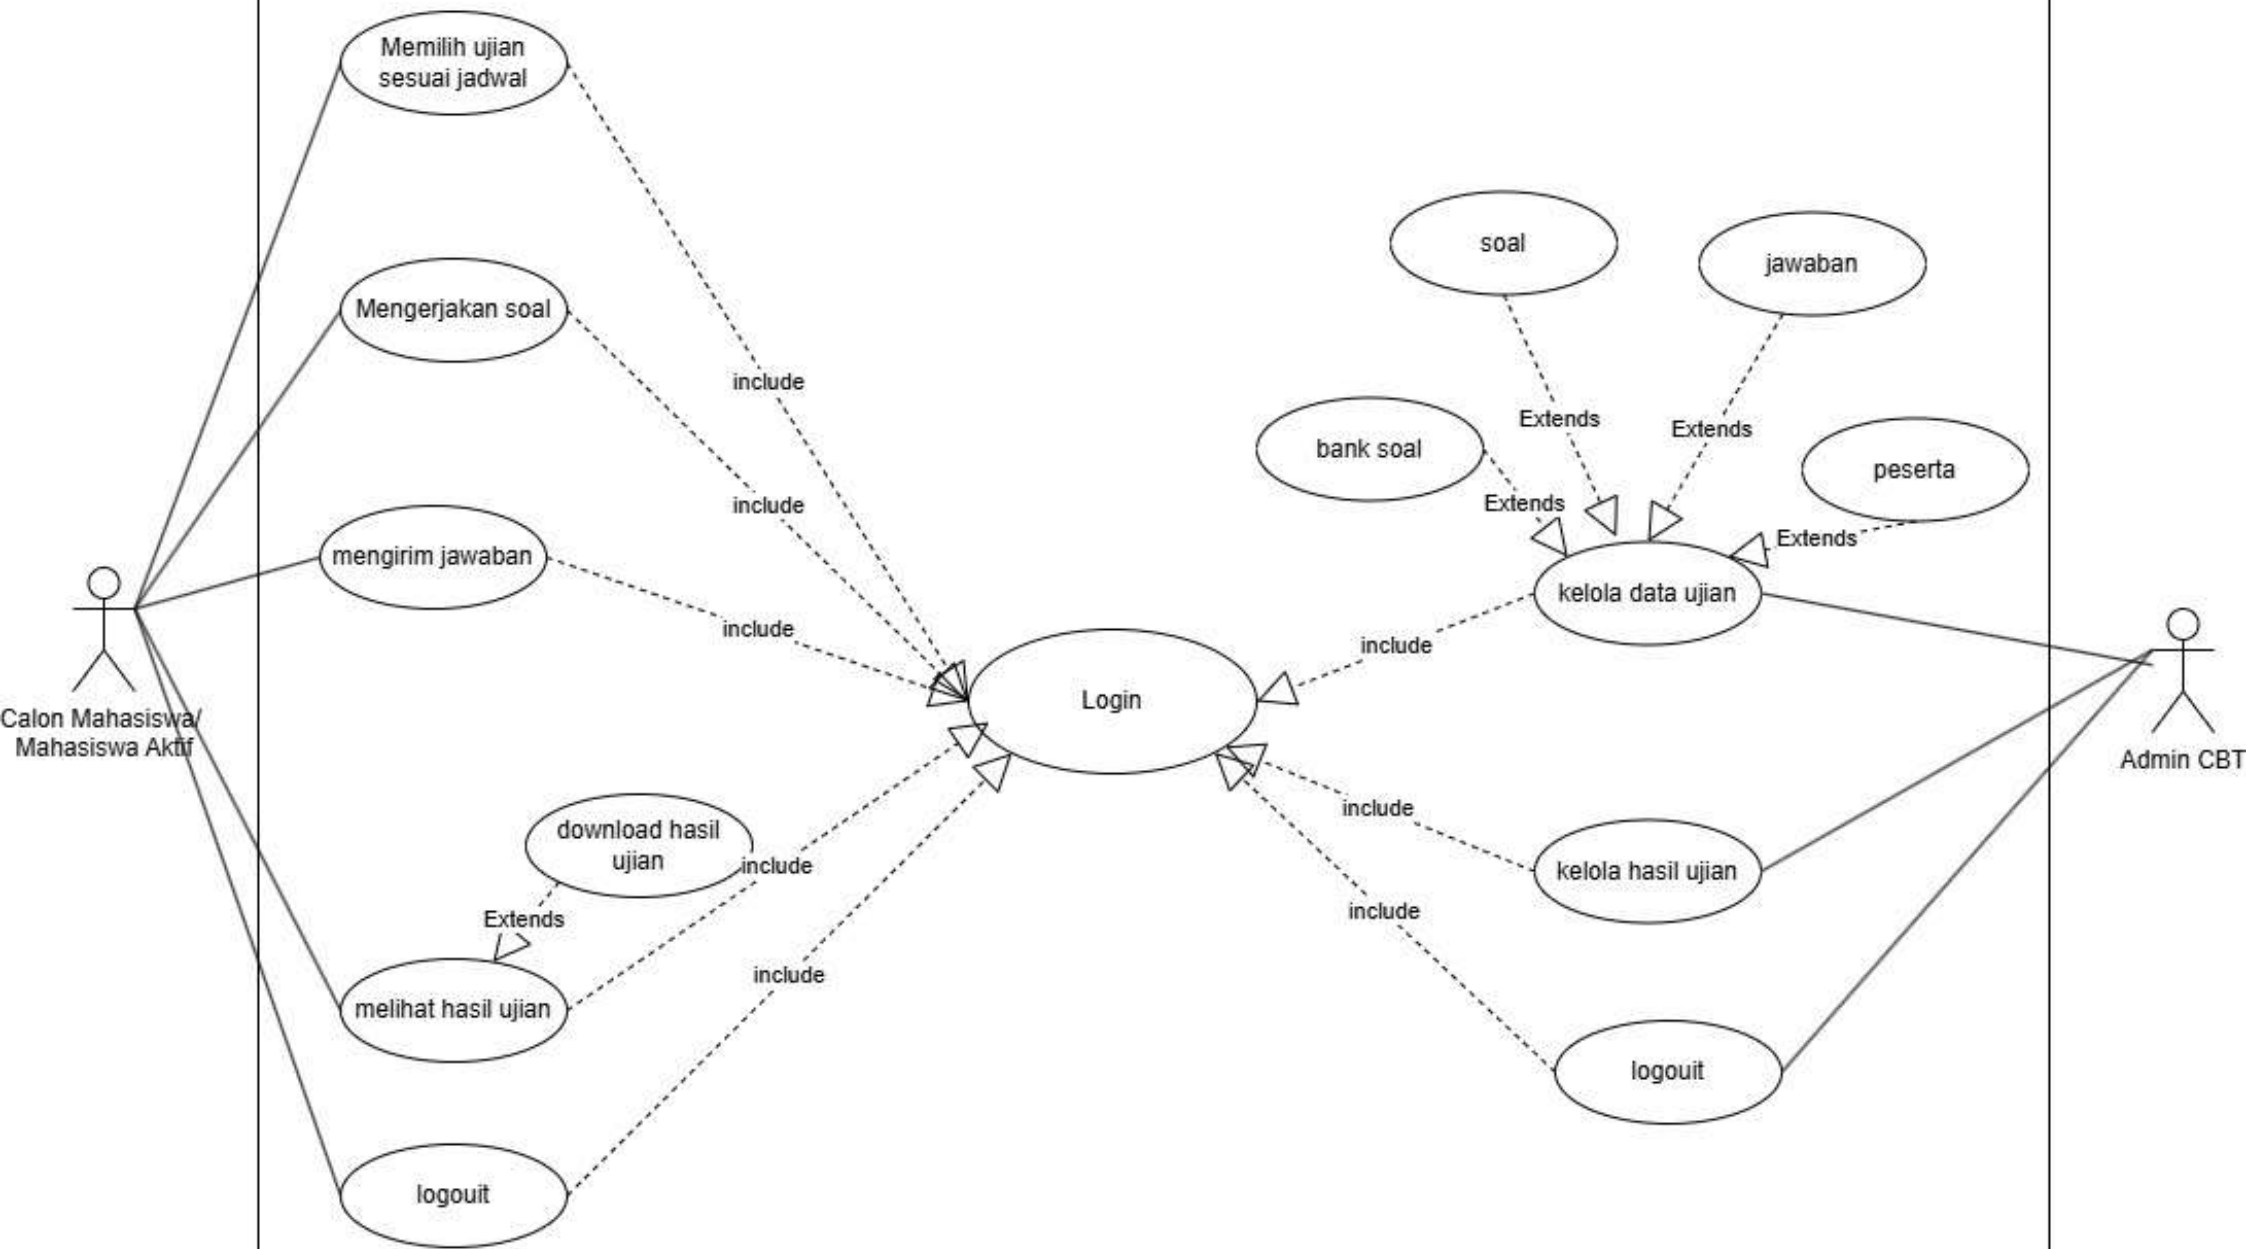 Memilih ujian
sesuai jadwal
Mengerjakan soal
mengirim jawaban
Calon Mahasiswa/
Mahasiswa Aktif
download hasil
ujian
Extends
melihat hasil ujian
logouit
include
include
include
include
include
Login
soal
jawaban
bank soal
peserta
Extends
Extends
Extends
Extends
kelola data ujian
include
include
include
kelola hasil ujian
logouit
Admin CBT